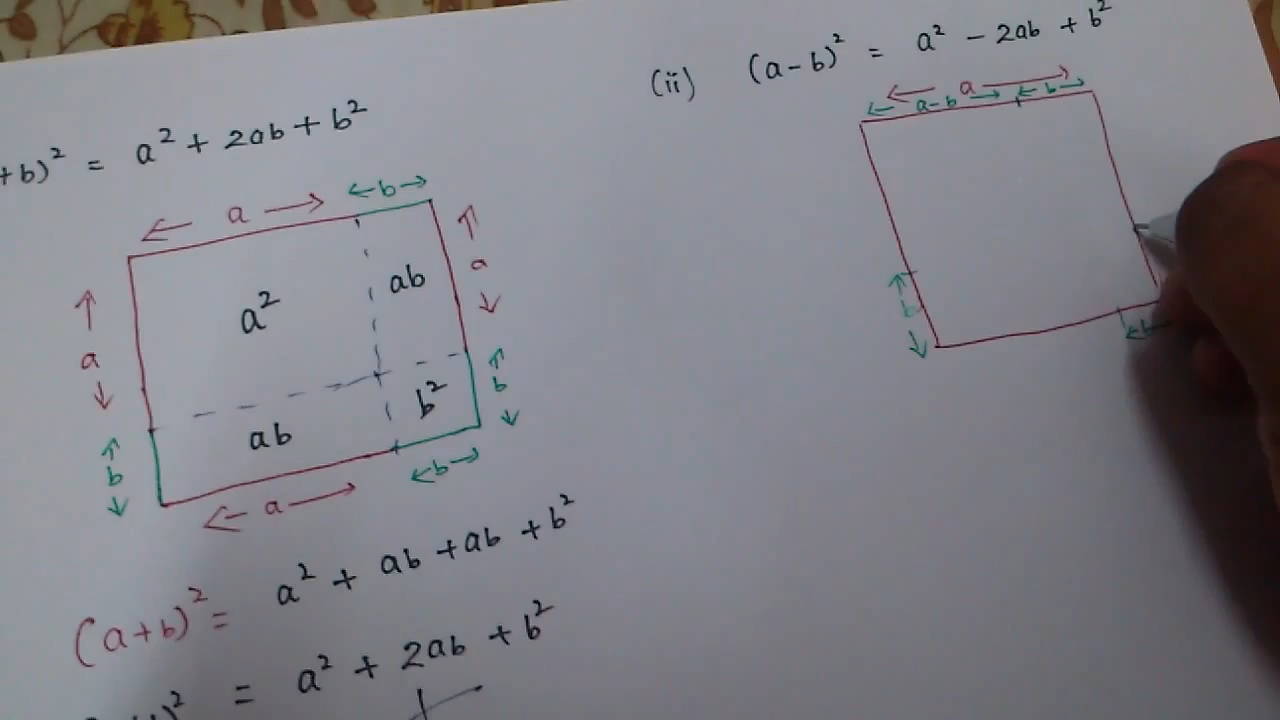 +b)² = a² + 2ab + b²
← a → ← b →
↑ a ↓
a²
ab
↑ a ↓
↑ b ↓
ab
b²
↑ b ↓
← a → ← b →
(a+b)² = a² + ab + ab + b²
= a² + 2ab + b²
(ii) (a-b)² = a² - 2ab + b²
← a →
← a-b → ← b →
↑ b ↓
← b